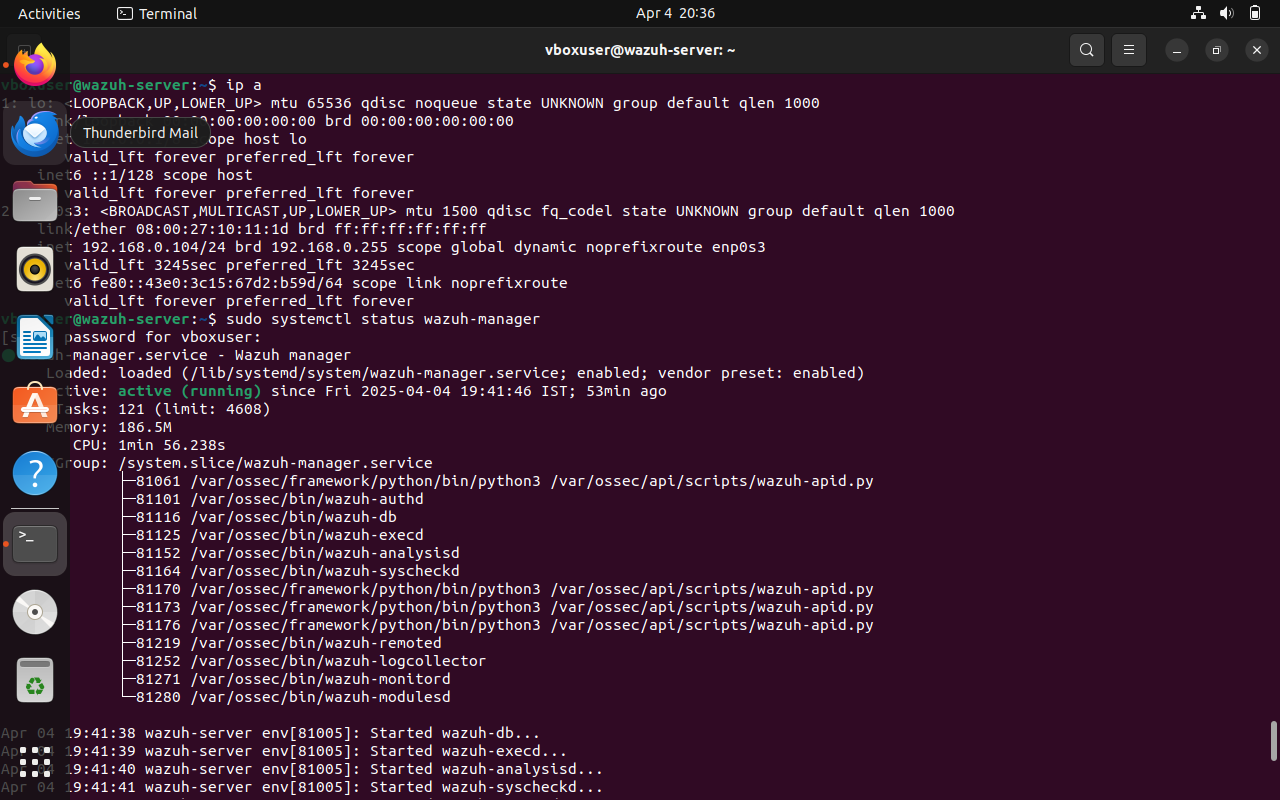 Activities
Terminal
Apr 4 20:36
vboxuser@wazuh-server: ~
vboxuser@wazuh-server:~$ ip a
1: lo: <LOOPBACK,UP,LOWER_UP> mtu 65536 qdisc noqueue state UNKNOWN group default qlen 1000
00:00:00:00:00 brd 00:00:00:00:00:00
Thunderbird Mail
scope host lo
valid_lft forever preferred_lft forever
inet6 ::1/128 scope host
valid_lft forever preferred_lft forever
2: s3: <BROADCAST,MULTICAST,UP,LOWER_UP> mtu 1500 qdisc fq_codel state UNKNOWN group default qlen 1000
link/ether 08:00:27:10:11:1d brd ff:ff:ff:ff:ff:ff
inet 192.168.0.104/24 brd 192.168.0.255 scope global dynamic noprefixroute enp0s3
valid_lft 3245sec preferred_lft 3245sec
inet6 fe80::43e0:3c15:67d2:b59d/64 scope link noprefixroute
valid_lft forever preferred_lft forever
vboxuser@wazuh-server:~$ sudo systemctl status wazuh-manager
password for vboxuser:
h-manager.service - Wazuh manager
Loaded: loaded (/lib/systemd/system/wazuh-manager.service; enabled; vendor preset: enabled)
Active: active (running) since Fri 2025-04-04 19:41:46 IST; 53min ago
Tasks: 121 (limit: 4608)
Memory: 186.5M
CPU: 1min 56.238s
Group: /system.slice/wazuh-manager.service
├─81061 /var/ossec/framework/python/bin/python3 /var/ossec/api/scripts/wazuh-apid.py
├─81101 /var/ossec/bin/wazuh-authd
├─81116 /var/ossec/bin/wazuh-db
├─81125 /var/ossec/bin/wazuh-execd
├─81152 /var/ossec/bin/wazuh-analysisd
├─81164 /var/ossec/bin/wazuh-syscheckd
├─81170 /var/ossec/framework/python/bin/python3 /var/ossec/api/scripts/wazuh-apid.py
├─81173 /var/ossec/framework/python/bin/python3 /var/ossec/api/scripts/wazuh-apid.py
├─81176 /var/ossec/framework/python/bin/python3 /var/ossec/api/scripts/wazuh-apid.py
├─81219 /var/ossec/bin/wazuh-remoted
├─81252 /var/ossec/bin/wazuh-logcollector
├─81271 /var/ossec/bin/wazuh-monitord
└─81280 /var/ossec/bin/wazuh-modulesd
Apr 04 19:41:38 wazuh-server env[81005]: Started wazuh-db...
Apr 04 19:41:39 wazuh-server env[81005]: Started wazuh-execd...
Apr 04 19:41:40 wazuh-server env[81005]: Started wazuh-analysisd...
Apr 04 19:41:41 wazuh-server env[81005]: Started wazuh-syscheckd...